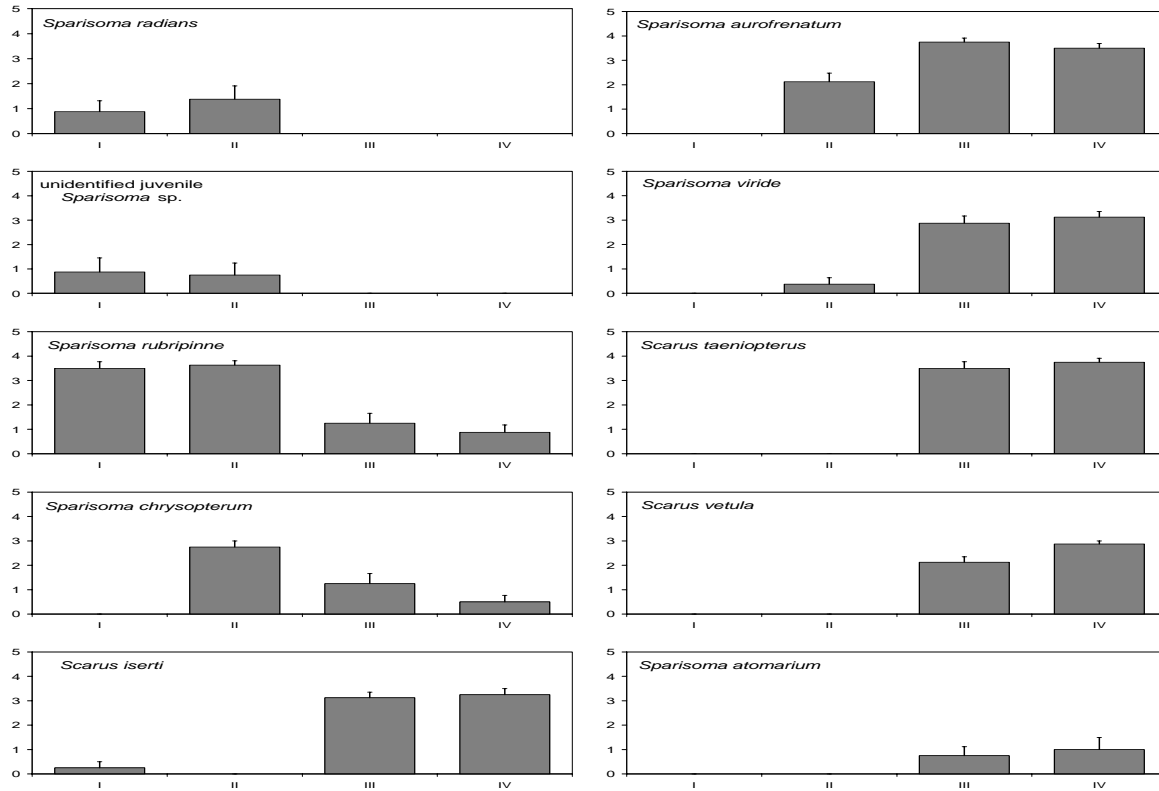 Sparisoma radians
5
4
3
2
1
0
I II III IV
unidentified juvenile
Sparisoma sp.
5
4
3
2
1
0
I II III IV
Sparisoma rubripinne
5
4
3
2
1
0
I II III IV
Sparisoma chrysopterum
5
4
3
2
1
0
I II III IV
Scarus iserti
5
4
3
2
1
0
I II III IV
Sparisoma aurofrenatum
5
4
3
2
1
0
I II III IV
Sparisoma viride
5
4
3
2
1
0
I II III IV
Scarus taeniopterus
5
4
3
2
1
0
I II III IV
Scarus vetula
5
4
3
2
1
0
I II III IV
Sparisoma atomarium
5
4
3
2
1
0
I II III IV